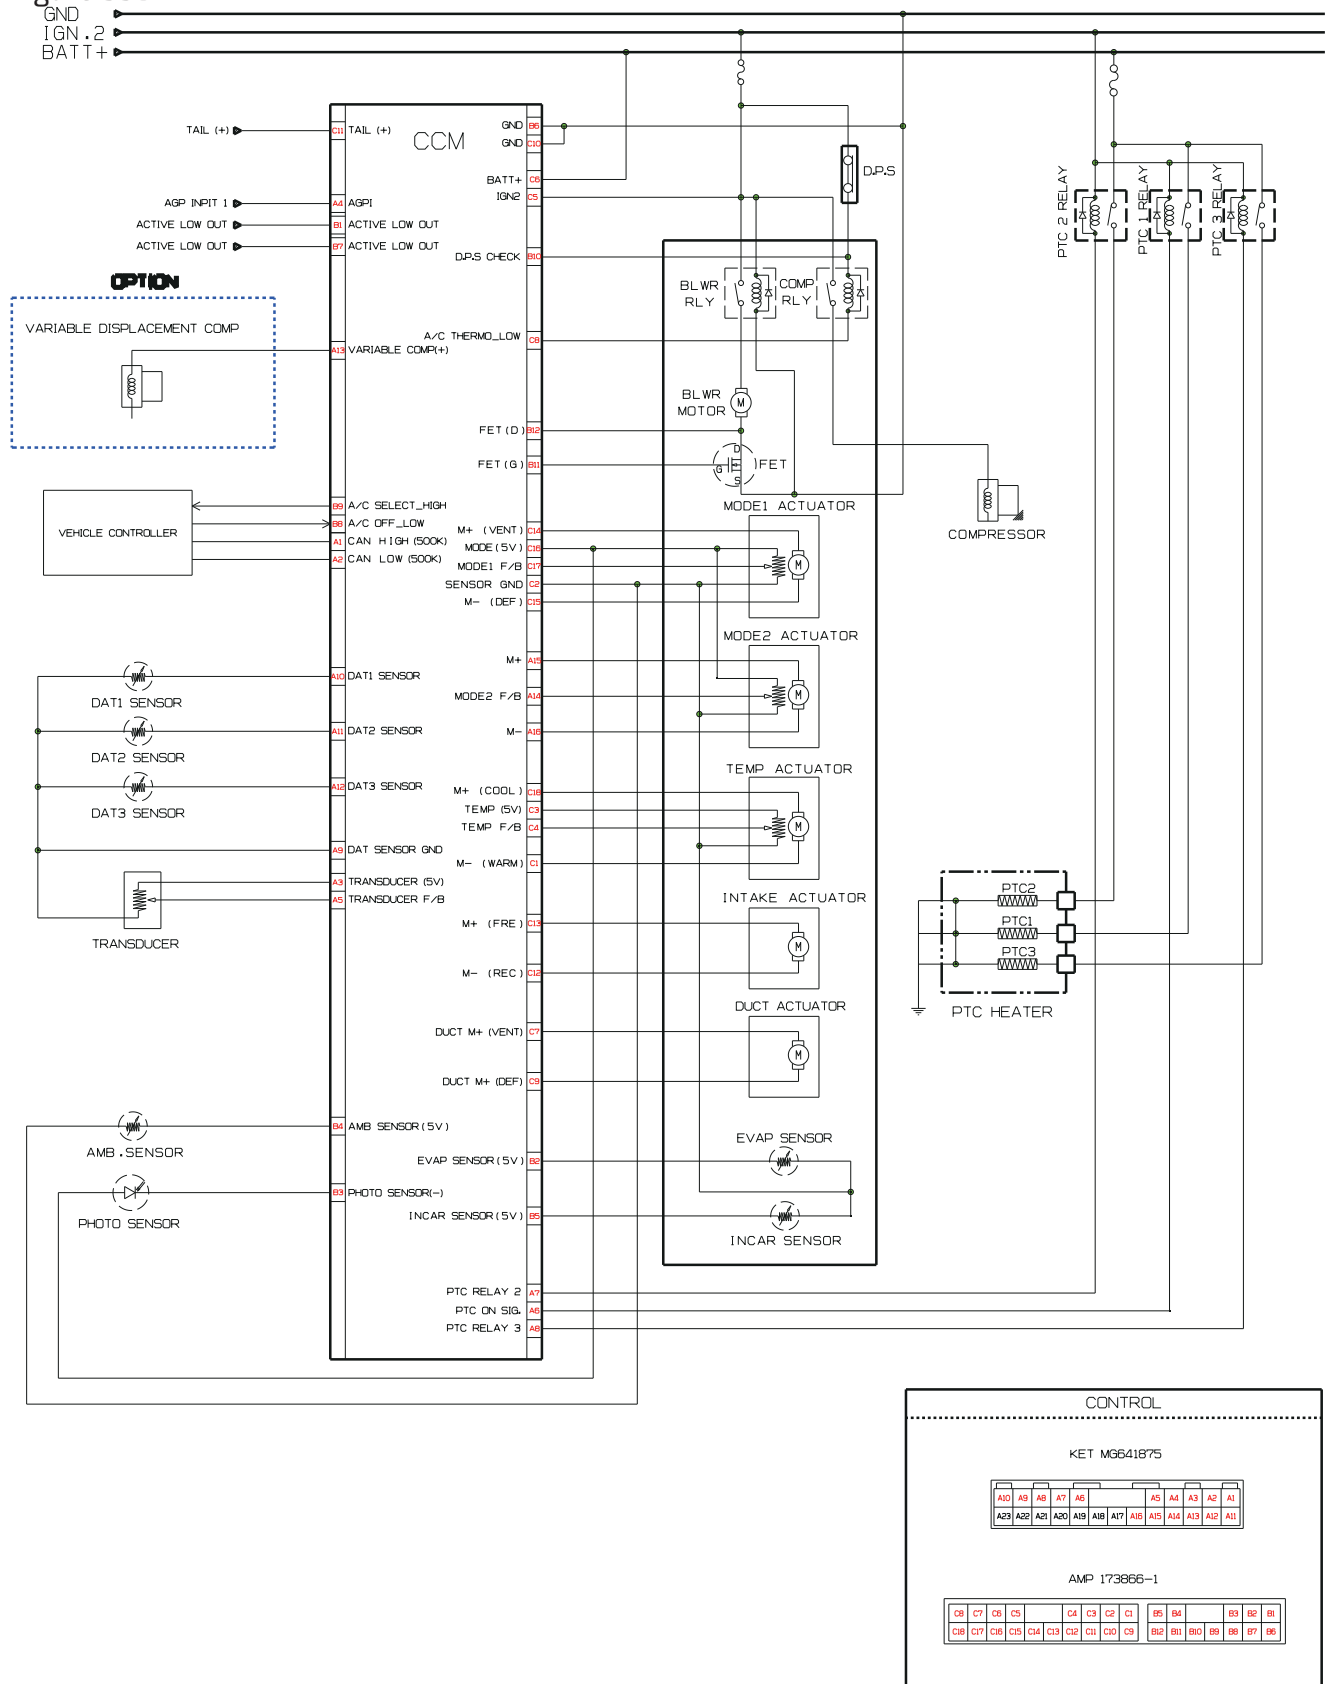 GND
IGN.2
BATT+
TAIL (+)
C11 TAIL (+)
CCM
GND B6
GND C10
BATT+ C6
IGN2 C5
D.P.S
PTC 2 RELAY
PTC 1 RELAY
PTC 3 RELAY
AGP INPIT 1
A4 AGPI
ACTIVE LOW OUT
B1 ACTIVE LOW OUT
ACTIVE LOW OUT
B7 ACTIVE LOW OUT
D.P.S CHECK B10
OPTION
VARIABLE DISPLACEMENT COMP
BLWR RLY
COMP RLY
A/C THERMO_LOW C8
A13 VARIABLE COMP(+)
BLWR MOTOR
M
FET(D) B12
FET(G) B11
D
G
S
FET
VEHICLE CONTROLLER
B9 A/C SELECT_HIGH
B8 A/C OFF_LOW
A1 CAN HIGH (500K)
A2 CAN LOW (500K)
MODE1 ACTUATOR
COMPRESSOR
M+ (VENT) C14
MODE(5V) C16
MODE1 F/B C17
SENSOR GND C2
M- (DEF) C15
M
MODE2 ACTUATOR
M+ A15
MODE2 F/B A14
M- A16
M
A10 DAT1 SENSOR
DAT1 SENSOR
A11 DAT2 SENSOR
DAT2 SENSOR
A12 DAT3 SENSOR
DAT3 SENSOR
TEMP ACTUATOR
M+ (COOL) C18
TEMP (5V) C3
TEMP F/B C4
M- (WARM) C1
M
A9 DAT SENSOR GND
A3 TRANSDUCER (5V)
A5 TRANSDUCER F/B
TRANSDUCER
INTAKE ACTUATOR
M+ (FRE) C13
M- (REC) C12
M
PTC2
PTC1
PTC3
PTC HEATER
DUCT ACTUATOR
DUCT M+ (VENT) C7
DUCT M+ (DEF) C9
M
B4 AMB SENSOR(5V)
AMB.SENSOR
EVAP SENSOR
EVAP SENSOR(5V) B2
B3 PHOTO SENSOR(-)
PHOTO SENSOR
INCAR SENSOR(5V) B5
INCAR SENSOR
PTC RELAY 2 A7
PTC ON SIG. A6
PTC RELAY 3 A8
CONTROL
KET MG641875
A10 A9 A8 A7 A6 A5 A4 A3 A2 A1
A23 A22 A21 A20 A19 A18 A17 A16 A15 A14 A13 A12 A11
AMP 173866-1
C8 C7 C6 C5 C4 C3 C2 C1 B5 B4 B3 B2 B1
C18 C17 C16 C15 C14 C13 C12 C11 C10 C9 B12 B11 B10 B9 B8 B7 B6